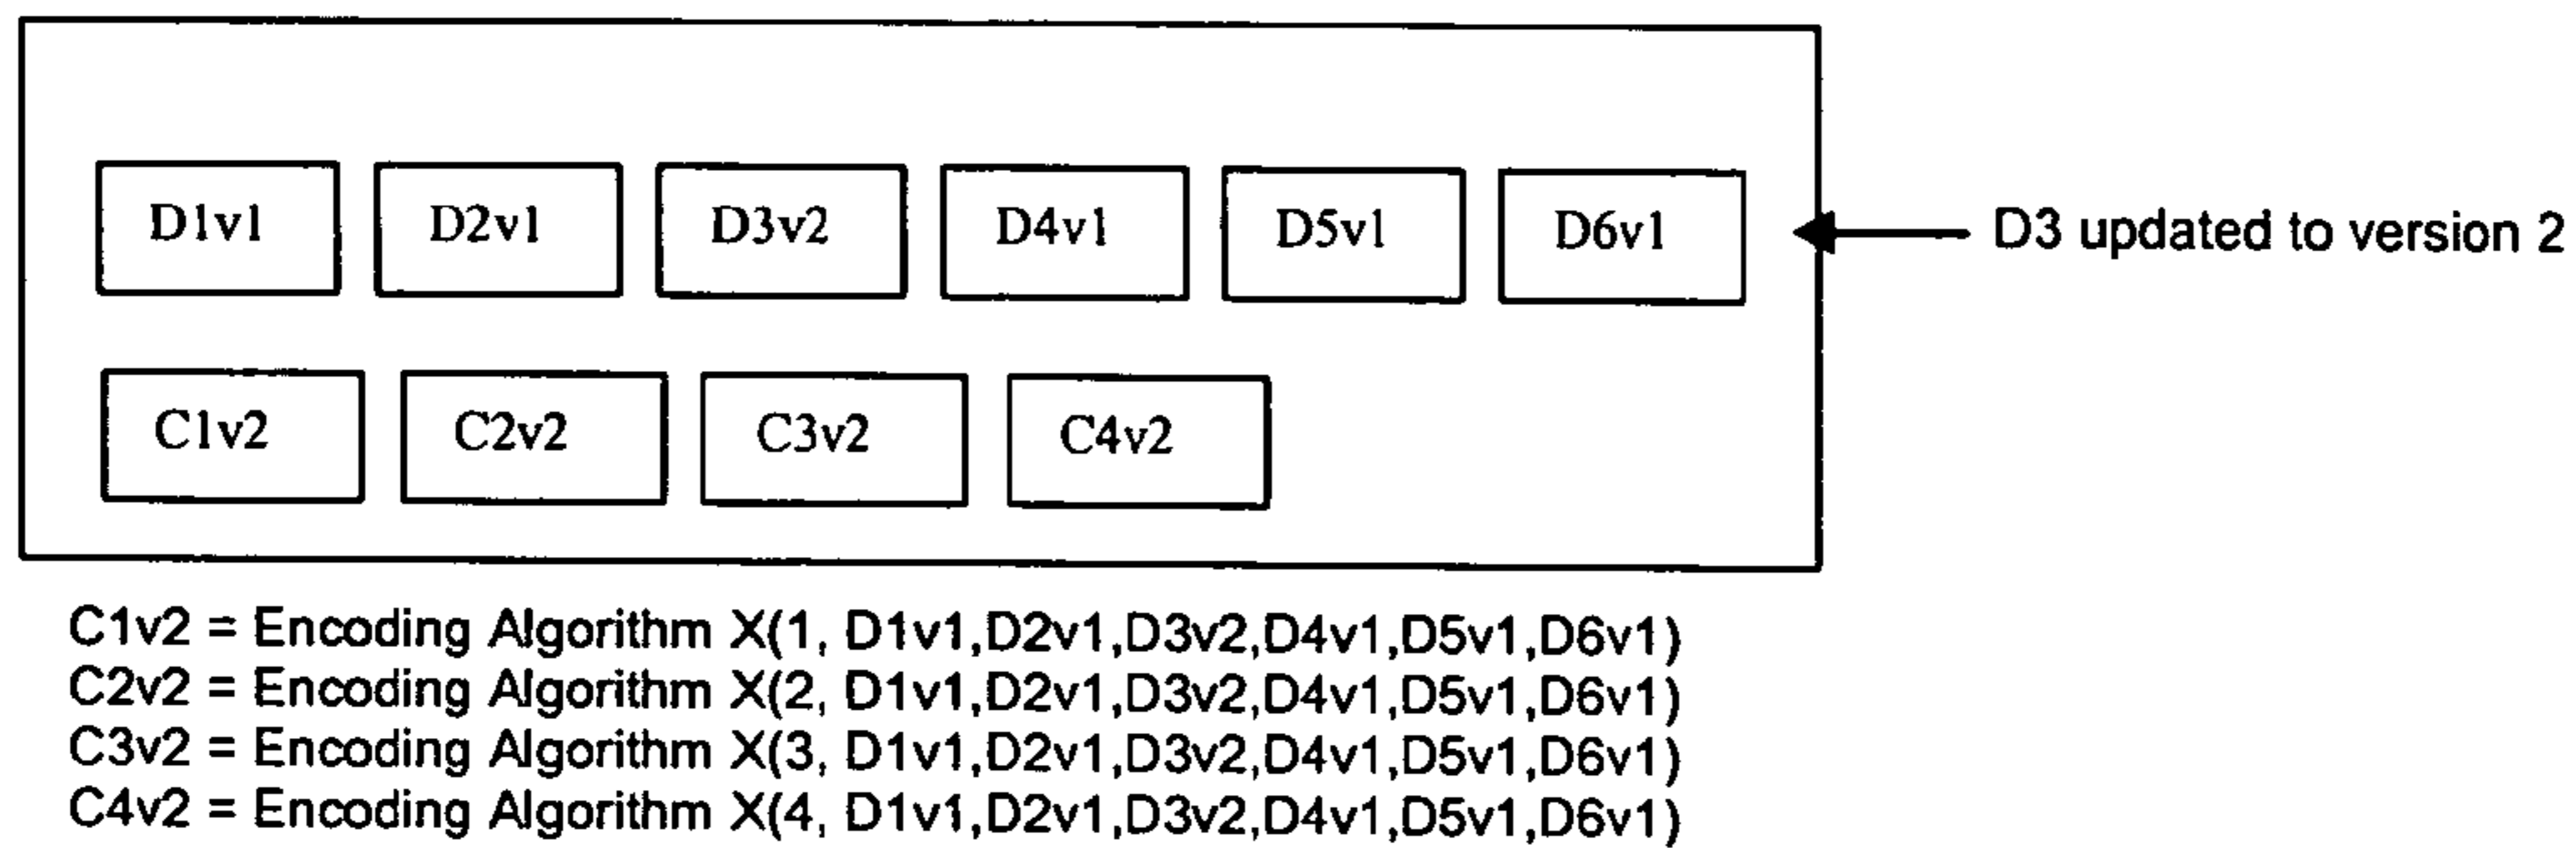 D1v1 D2v1 D3v2 D4v1 D5v1 D6v1 D3 updated to version 2
C1v2 C2v2 C3v2 C4v2
C1v2 = Encoding Algorithm X(1, D1v1,D2v1,D3v2,D4v1,D5v1,D6v1)
C2v2 = Encoding Algorithm X(2, D1v1,D2v1,D3v2,D4v1,D5v1,D6v1)
C3v2 = Encoding Algorithm X(3, D1v1,D2v1,D3v2,D4v1,D5v1,D6v1)
C4v2 = Encoding Algorithm X(4, D1v1,D2v1,D3v2,D4v1,D5v1,D6v1)